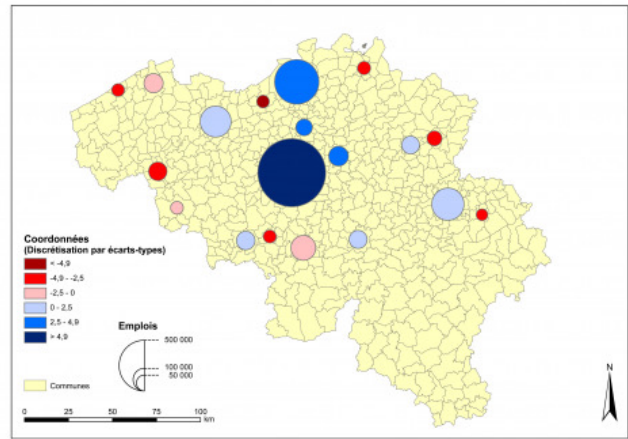 Coordonnées
(Discrétisation par écarts-types)
< -4,9
-4,9 - -2,5
-2,5 - 0
0 - 2,5
2,5 - 4,9
> 4,9
Communes
Emplois
500 000
100 000
50 000
0 25 50 75 100
km
N